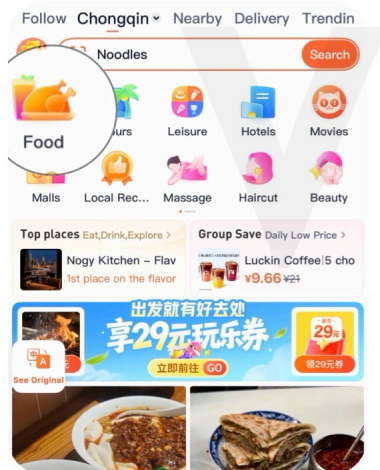 Follow Chongqin Nearby Delivery Trendin
Noodles Search
Food ours Leisure Hotels Movies
Malls Local Rec... Massage Haircut Beauty
Top places Eat,Drink,Explore >
Nogy Kitchen – Flav
1st place on the flavor
Group Save Daily Low Price >
Luckin Coffee|5 cho
¥9.66 ¥21
出发就有好去处
享29元玩乐券
立即前往 GO
29元
领29元券
See Original